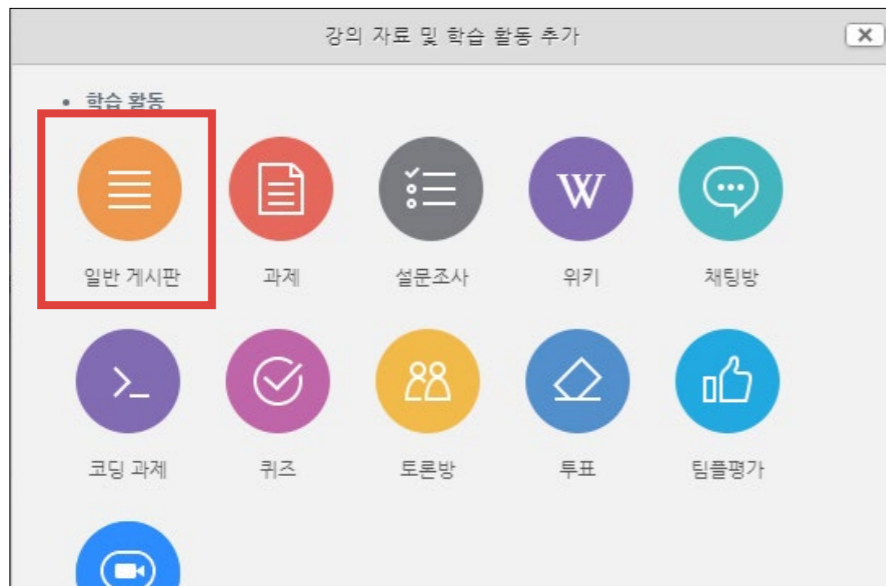 강의 자료 및 학습 활동 추가
학습 활동
일반 게시판 과제 설문조사 위키 채팅방
코딩 과제 퀴즈 토론방 투표 팀플평가